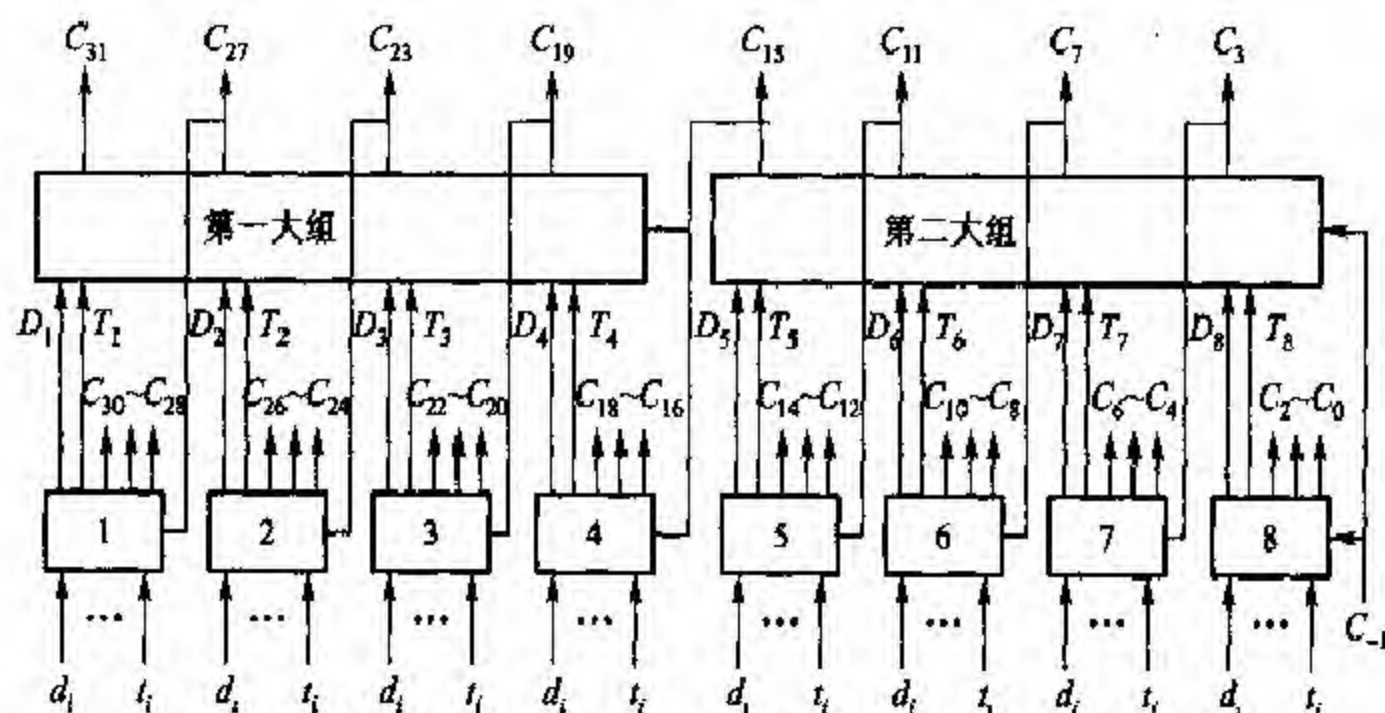 C₃₁ C₂₇ C₂₃ C₁₉ C₁₅ C₁₁ C₇ C₃
第一大组 第二大组
D₁ T₁ D₂ T₂ D₃ T₃ D₄ T₄ D₅ T₅ D₆ T₆ D₇ T₇ D₈ T₈
C₃₀~C₂₈ C₂₆~C₂₄ C₂₂~C₂₀ C₁₈~C₁₆ C₁₄~C₁₂ C₁₀~C₈ C₆~C₄ C₂~C₀
1 2 3 4 5 6 7 8
... ... ... ... ... ... ... ... C₋₁
dᵢ tᵢ dᵢ tᵢ dᵢ tᵢ dᵢ tᵢ dᵢ tᵢ dᵢ tᵢ dᵢ tᵢ dᵢ tᵢ